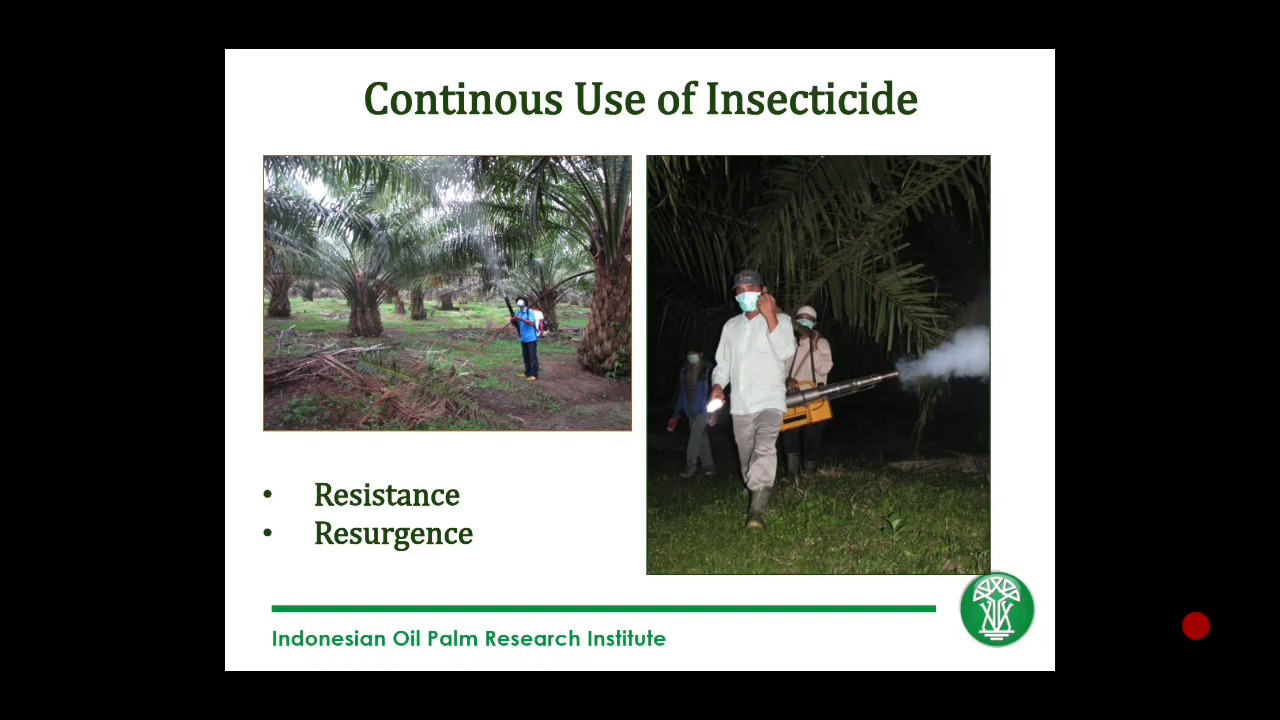 Continous Use of Insecticide
• Resistance
• Resurgence
Indonesian Oil Palm Research Institute